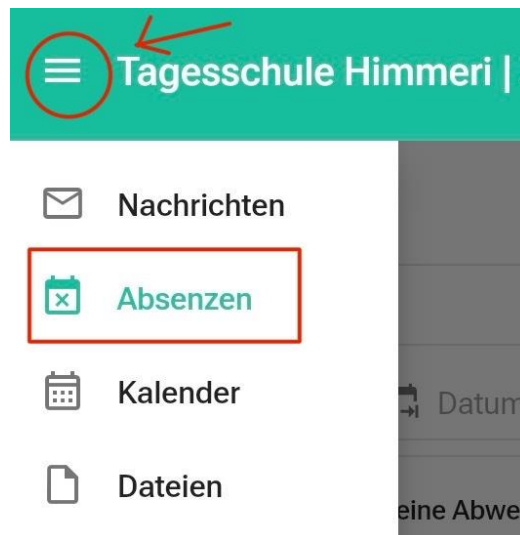 Tagesschule Himmeri |
Nachrichten
Absenzen
Kalender
Datum
Dateien
eine Abwe